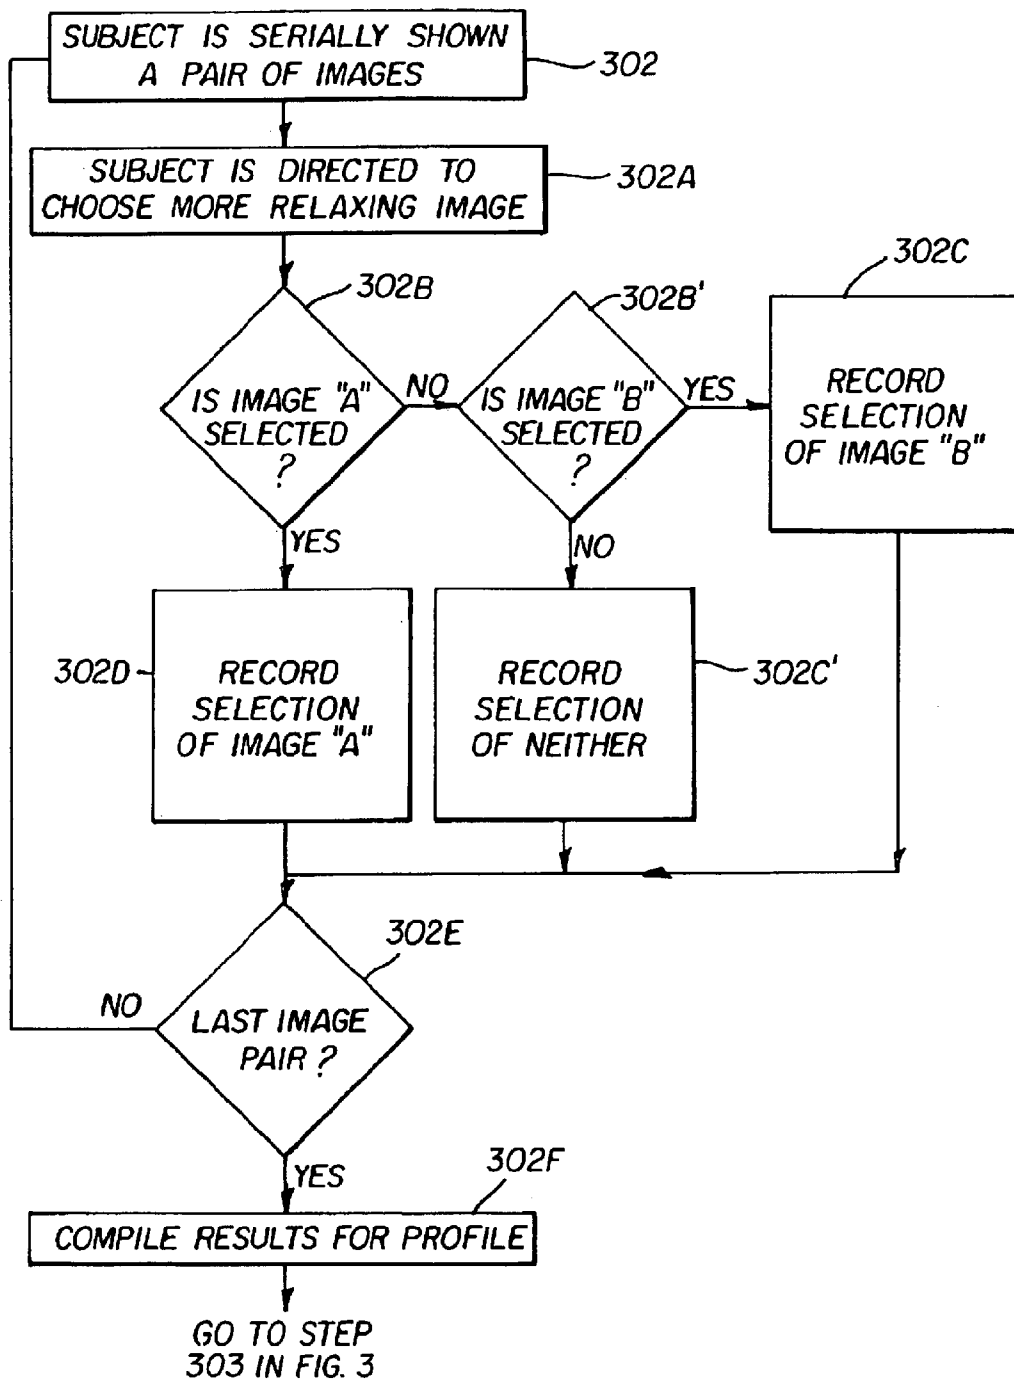 SUBJECT IS SERIALLY SHOWN
A PAIR OF IMAGES
302
SUBJECT IS DIRECTED TO
CHOOSE MORE RELAXING IMAGE
302A
302B
IS IMAGE "A"
SELECTED
?
NO
YES
302B'
IS IMAGE "B"
SELECTED
?
YES
NO
302C
RECORD
SELECTION
OF IMAGE "B"
302D
RECORD
SELECTION
OF IMAGE "A"
RECORD
SELECTION
OF NEITHER
302C'
302E
LAST IMAGE
PAIR ?
NO
YES
302F
COMPILE RESULTS FOR PROFILE
GO TO STEP
303 IN FIG. 3